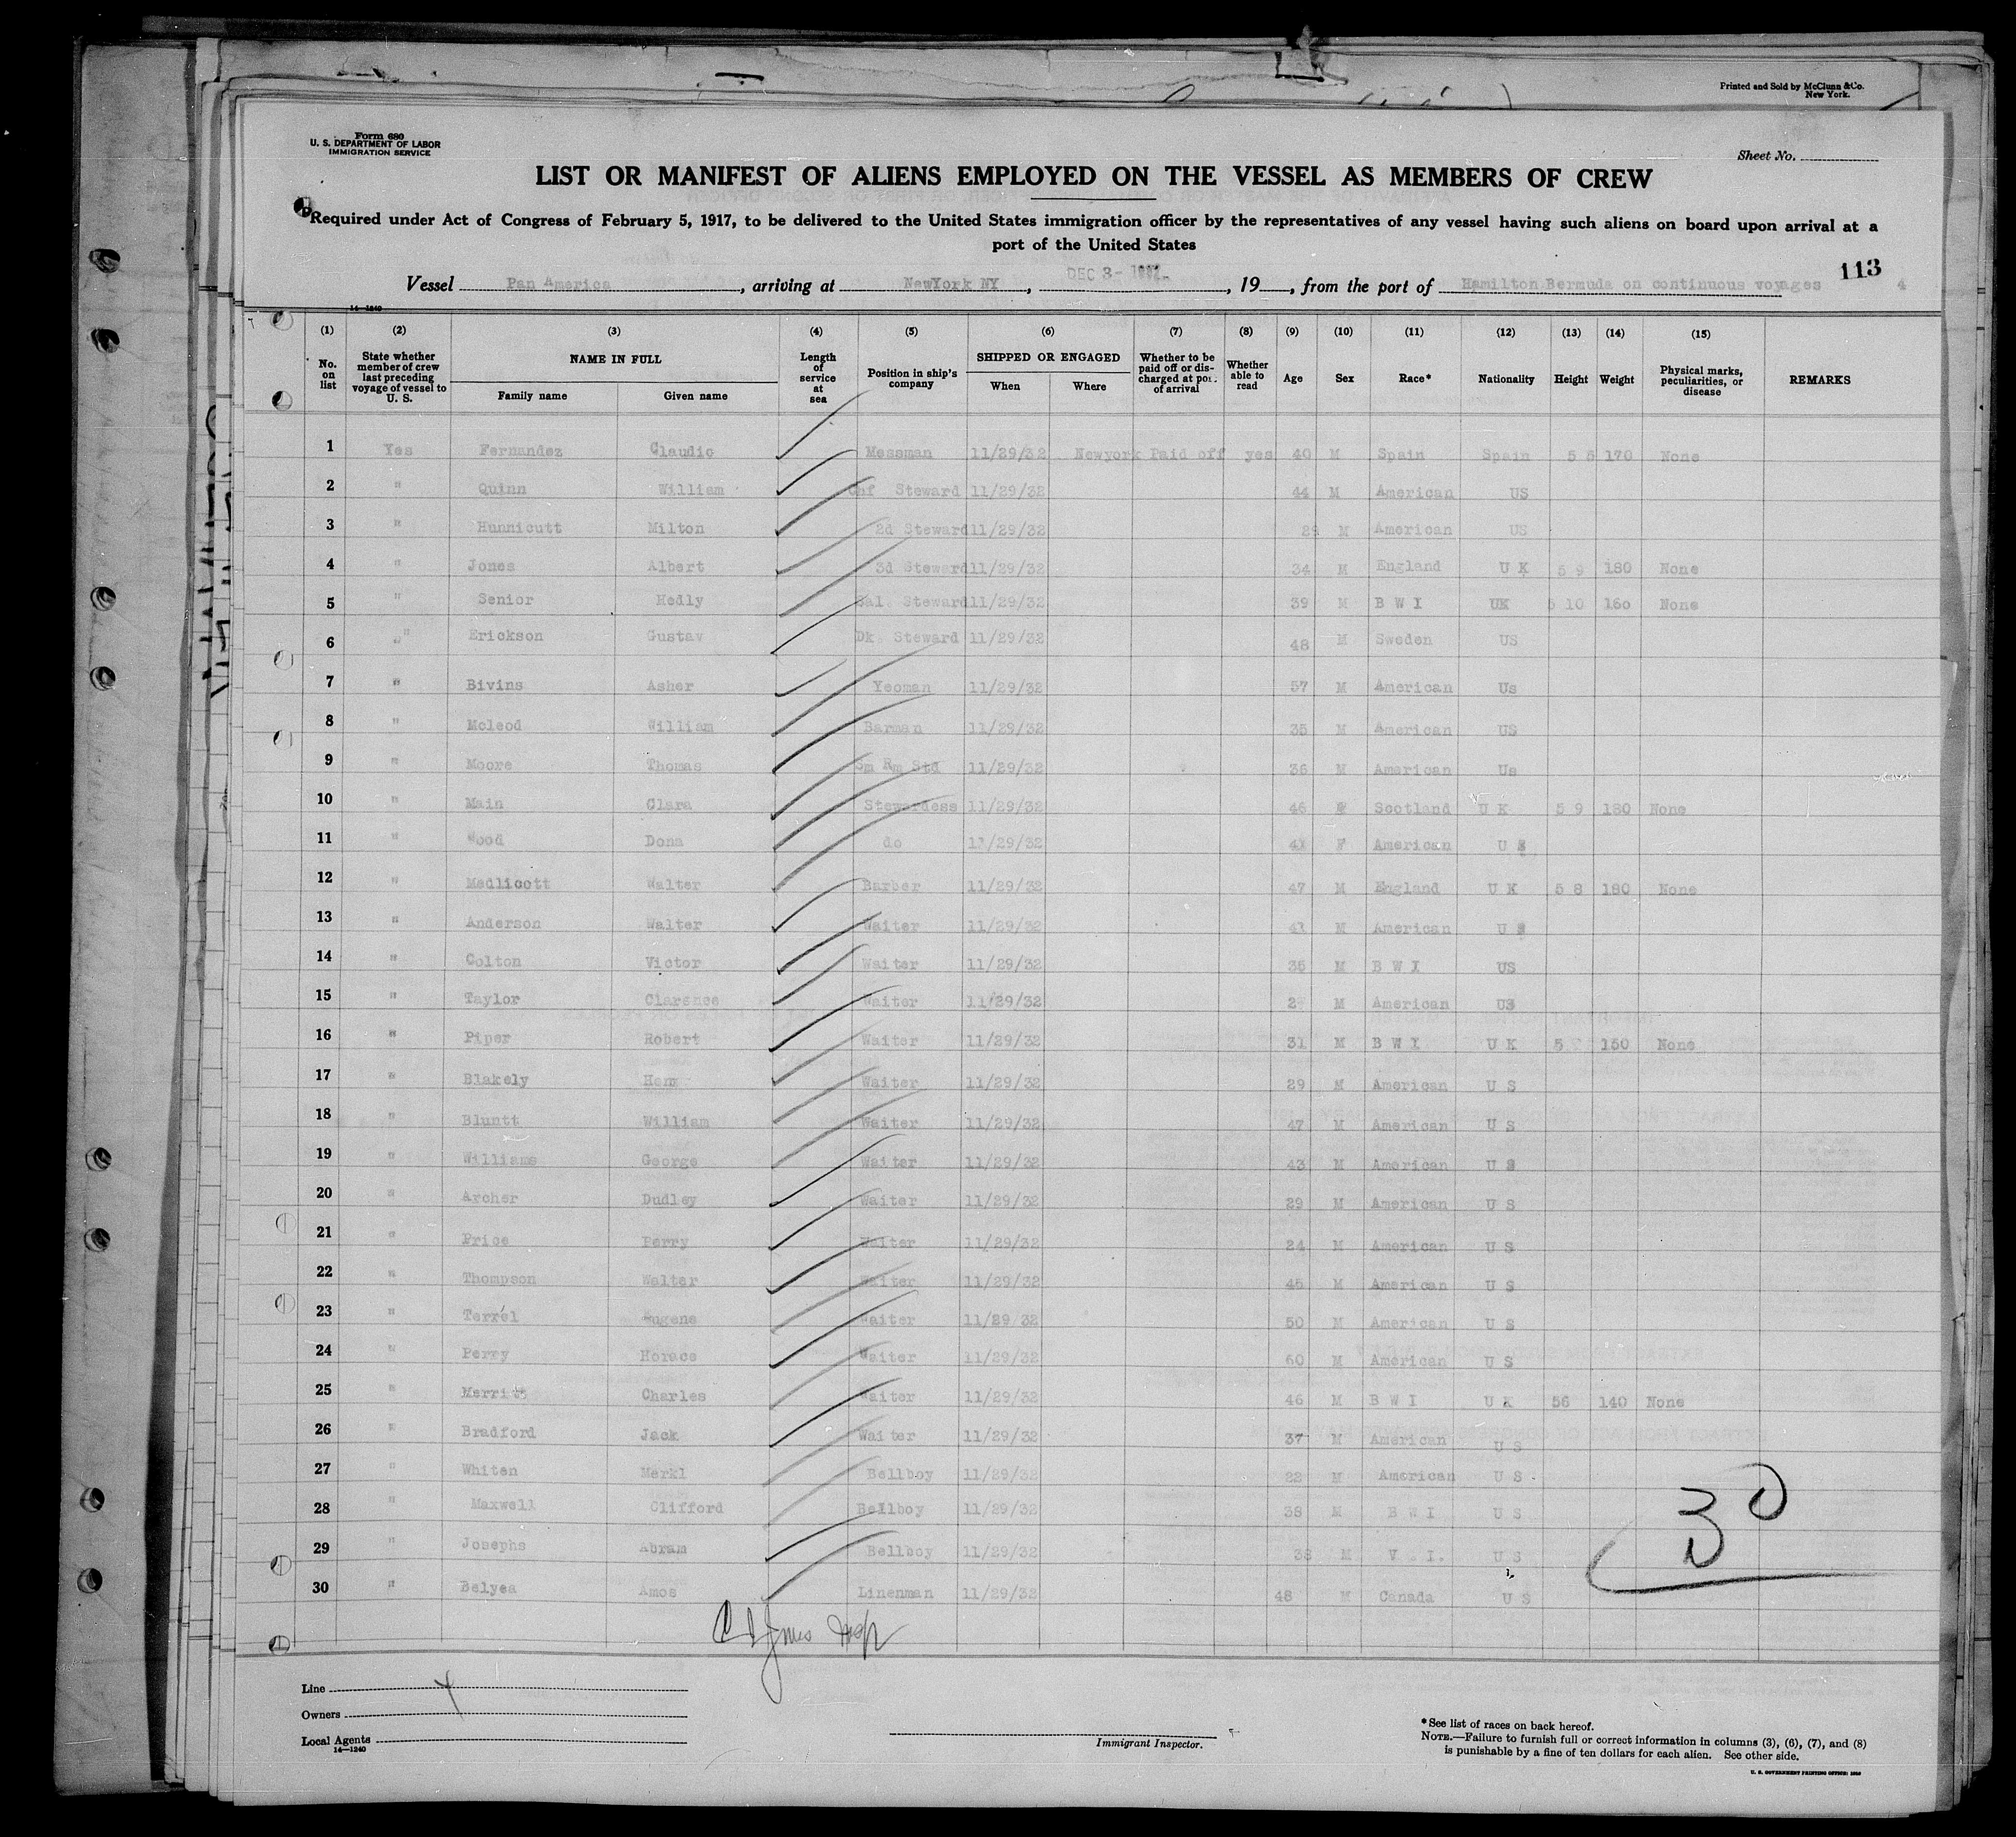 Printed and Sold by McClunn & Co.
New York.
Form 680
U. S. DEPARTMENT OF LABOR
IMMIGRATION SERVICE
Sheet No.
LIST OR MANIFEST OF ALIENS EMPLOYED ON THE VESSEL AS MEMBERS OF CREW
Required under Act of Congress of February 5, 1917, to be delivered to the United States immigration officer by the representatives of any vessel having such aliens on board upon arrival at a
port of the United States
113
Vessel Pan America, arriving at NewYork NY, DEC 3-, 19, from the port of Hamilton Bermuda on continuous voyages 4
14—1240
(1) (2) (3) (4) (5) (6) (7) (8) (9) (10) (11) (12) (13) (14) (15)
No. on list State whether member of crew last preceding voyage of vessel to U. S. NAME IN FULL Family name Given name Length of service at sea Position in ship's company SHIPPED OR ENGAGED When Where Whether to be paid off or discharged at port of arrival Whether able to read Age Sex Race* Nationality Height Weight Physical marks, peculiarities, or disease REMARKS
1 Yes Fernandez Claudio Messman 11/29/32 Newyork Paid off yes 40 M Spain Spain 5 5 170 None
2 " Quinn William Chf Steward 11/29/32 44 M American US
3 " Hunnicutt Milton 2d Steward 11/29/32 29 M American US
4 " Jones Albert 3d Steward 11/29/32 34 M England U K 5 9 180 None
5 " Senior Hedly Sal. Steward 11/29/32 39 M B W I UK 5 10 160 None
6 " Erickson Gustav Dk Steward 11/29/32 48 M Sweden US
7 " Bivins Asher Yeoman 11/29/32 57 M American Us
8 " Mcleod William Barman 11/29/32 35 M American US
9 " Moore Thomas Sm Rm Std 11/29/32 36 M American Us
10 " Main Clara Stewardess 11/29/32 46 F Scotland U K 5 9 180 None
11 " Wood Dona do 11/29/32 41 F American U S
12 " Medlicott Walter Barber 11/29/32 47 M England U K 5 8 180 None
13 " Anderson Walter Waiter 11/29/32 41 M American U S
14 " Colton Victor Waiter 11/29/32 35 M B W I US
15 " Taylor Clarence Waiter 11/29/32 M American US
16 " Piper Robert Waiter 11/29/32 31 M B W I U K 5 150 None
17 " Blakely Waiter 11/29/32 29 M American U S
18 " Bluntt William Waiter 11/29/32 47 M American U S
19 " Williams George Waiter 11/29/32 43 M American U S
20 " Archer Dudley Waiter 11/29/32 29 M American U S
21 " Price Perry Waiter 11/29/32 24 M American U S
22 " Thompson Walter Waiter 11/29/32 45 M American U S
23 " Terrel Eugene Waiter 11/29 32 50 M American U S
24 " Perry Horace Waiter 11/29/32 60 M American U S
25 " Merritt Charles Waiter 11/29/32 46 M B W I U K 56 140 None
26 " Bradford Jack Waiter 11/29/32 37 M American U S
27 " Whiten Merkl Bellboy 11/29/32 22 M American U S
28 " Maxwell Clifford Bellboy 11/29/32 38 M B W I U S
29 " Josephs Abram Bellboy 11/29/32 38 M V . I. U S
30 " Belyea Amos Linenman 11/29/32 48 M Canada U S
30
Line
Owners
Local Agents
14—1240
Immigrant Inspector.
*See list of races on back hereof.
NOTE.—Failure to furnish full or correct information in columns (3), (6), (7), and (8)
is punishable by a fine of ten dollars for each alien. See other side.
U. S. GOVERNMENT PRINTING OFFICE: 1930